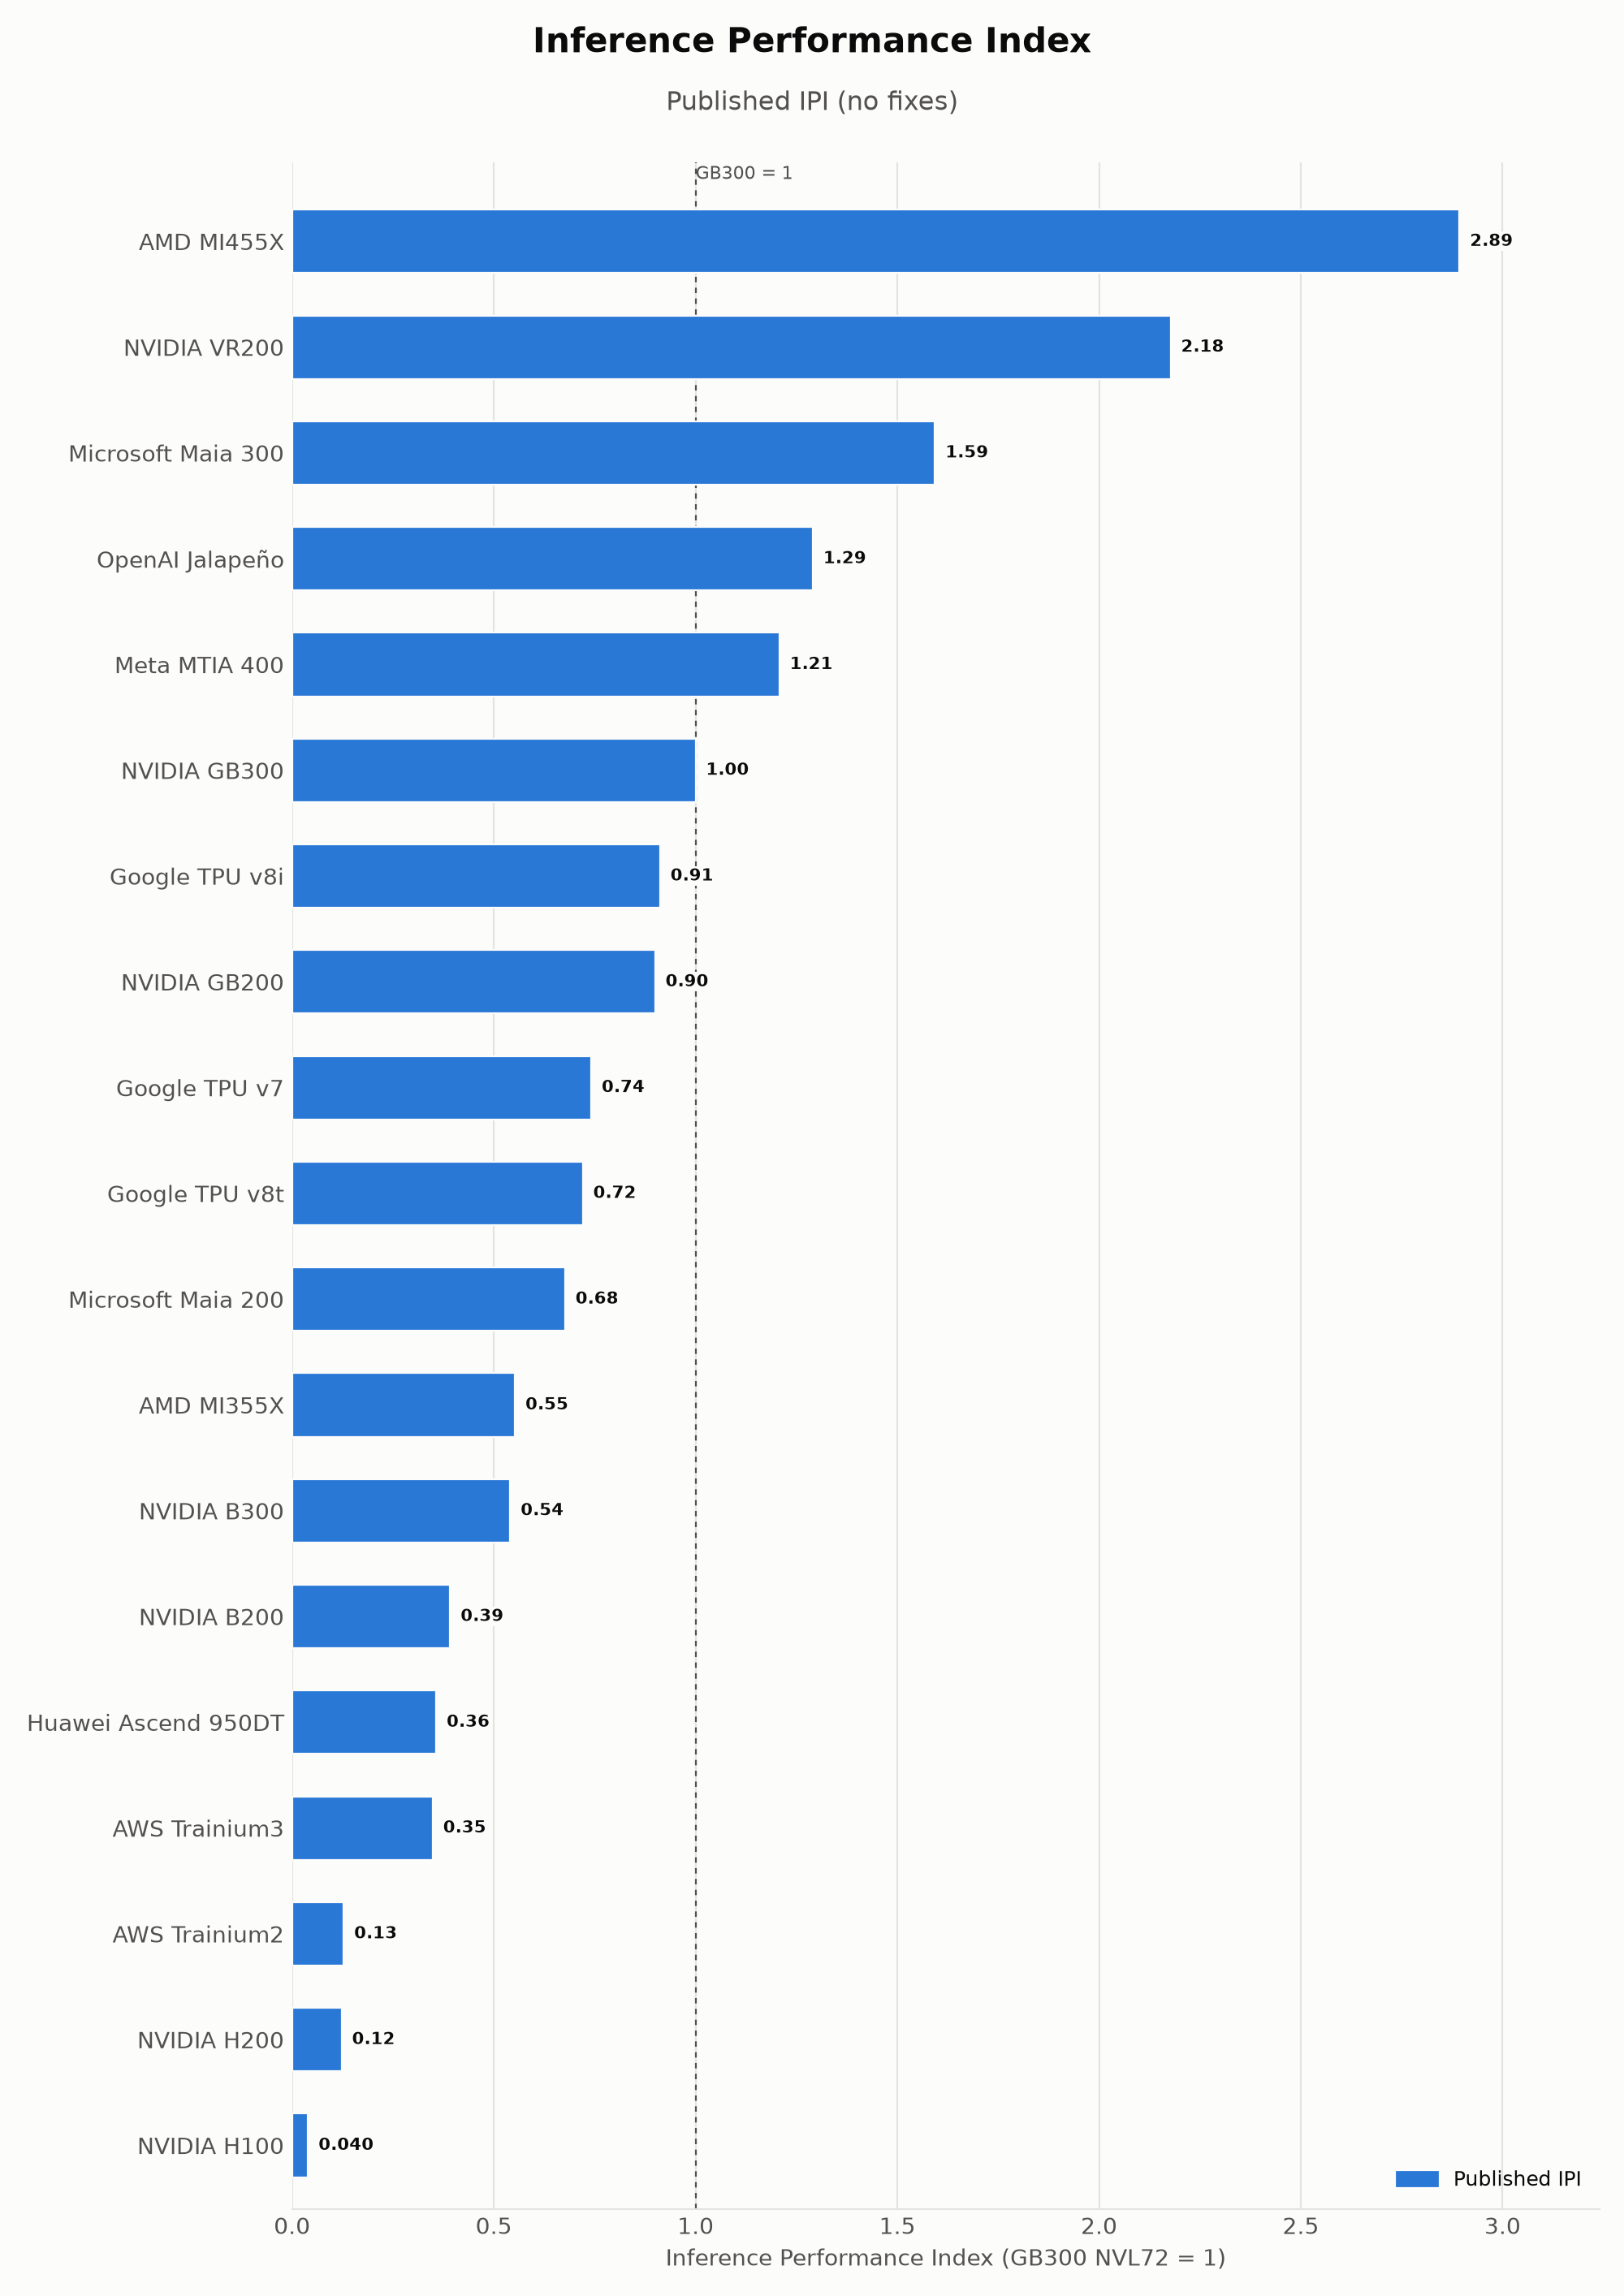 Inference Performance Index
Published IPI (no fixes)
GB300 = 1
AMD MI455X 2.89
NVIDIA VR200 2.18
Microsoft Maia 300 1.59
OpenAI Jalapeño 1.29
Meta MTIA 400 1.21
NVIDIA GB300 1.00
Google TPU v8i 0.91
NVIDIA GB200 0.90
Google TPU v7 0.74
Google TPU v8t 0.72
Microsoft Maia 200 0.68
AMD MI355X 0.55
NVIDIA B300 0.54
NVIDIA B200 0.39
Huawei Ascend 950DT 0.36
AWS Trainium3 0.35
AWS Trainium2 0.13
NVIDIA H200 0.12
NVIDIA H100 0.040
Published IPI
0.0 0.5 1.0 1.5 2.0 2.5 3.0
Inference Performance Index (GB300 NVL72 = 1)